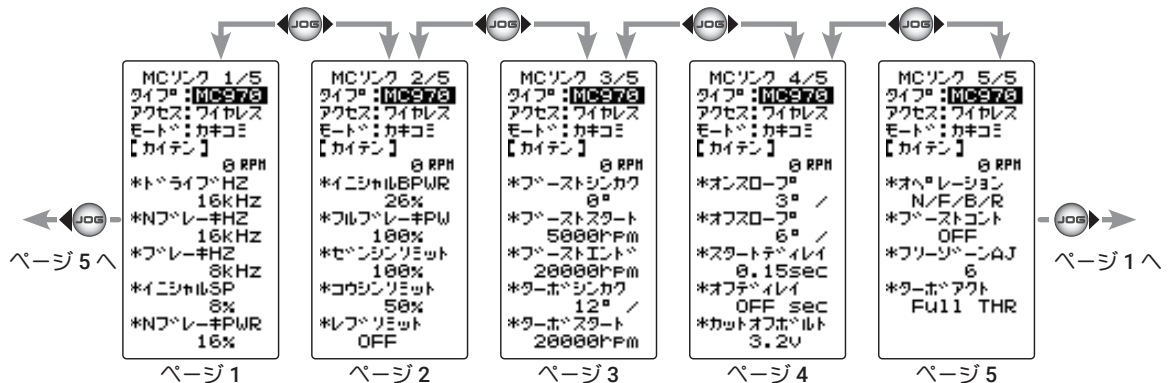 JOG
JOG
JOG
JOG
MCリンク 1/5
タイプ:MC970
アクセス:ワイヤレス
モード:カキコミ
[カイテン]
0 RPM
*ドライブHZ
16kHz
*NブレーキHZ
16kHz
*ブレーキHZ
8kHz
*イニシャルSP
8%
*NブレーキPWR
16%
ページ 1
MCリンク 2/5
タイプ:MC970
アクセス:ワイヤレス
モード:カキコミ
[カイテン]
0 RPM
*イニシャルBPWR
26%
*フルブレーキPW
100%
*ゼンシンリミット
100%
*コウシンリミット
50%
*レブリミット
OFF
ページ 2
MCリンク 3/5
タイプ:MC970
アクセス:ワイヤレス
モード:カキコミ
[カイテン]
0 RPM
*ブーストシンカク
0°
*ブーストスタート
5000rpm
*ブーストエンド
20000rpm
*ターボシンカク
12° /
*ターボスタート
20000rpm
ページ 3
MCリンク 4/5
タイプ:MC970
アクセス:ワイヤレス
モード:カキコミ
[カイテン]
0 RPM
*オンスロープ
3° /
*オフスロープ
6° /
*スタートディレイ
0.15sec
*オフディレイ
OFF sec
*カットオフボルト
3.2V
ページ 4
MCリンク 5/5
タイプ:MC970
アクセス:ワイヤレス
モード:カキコミ
[カイテン]
0 RPM
*オペレーション
N/F/B/R
*ブーストコント
OFF
*フリーゾーンAJ
6
*ターボアクト
Full THR
ページ 5
JOG
ページ 5 へ
JOG
ページ 1 へ